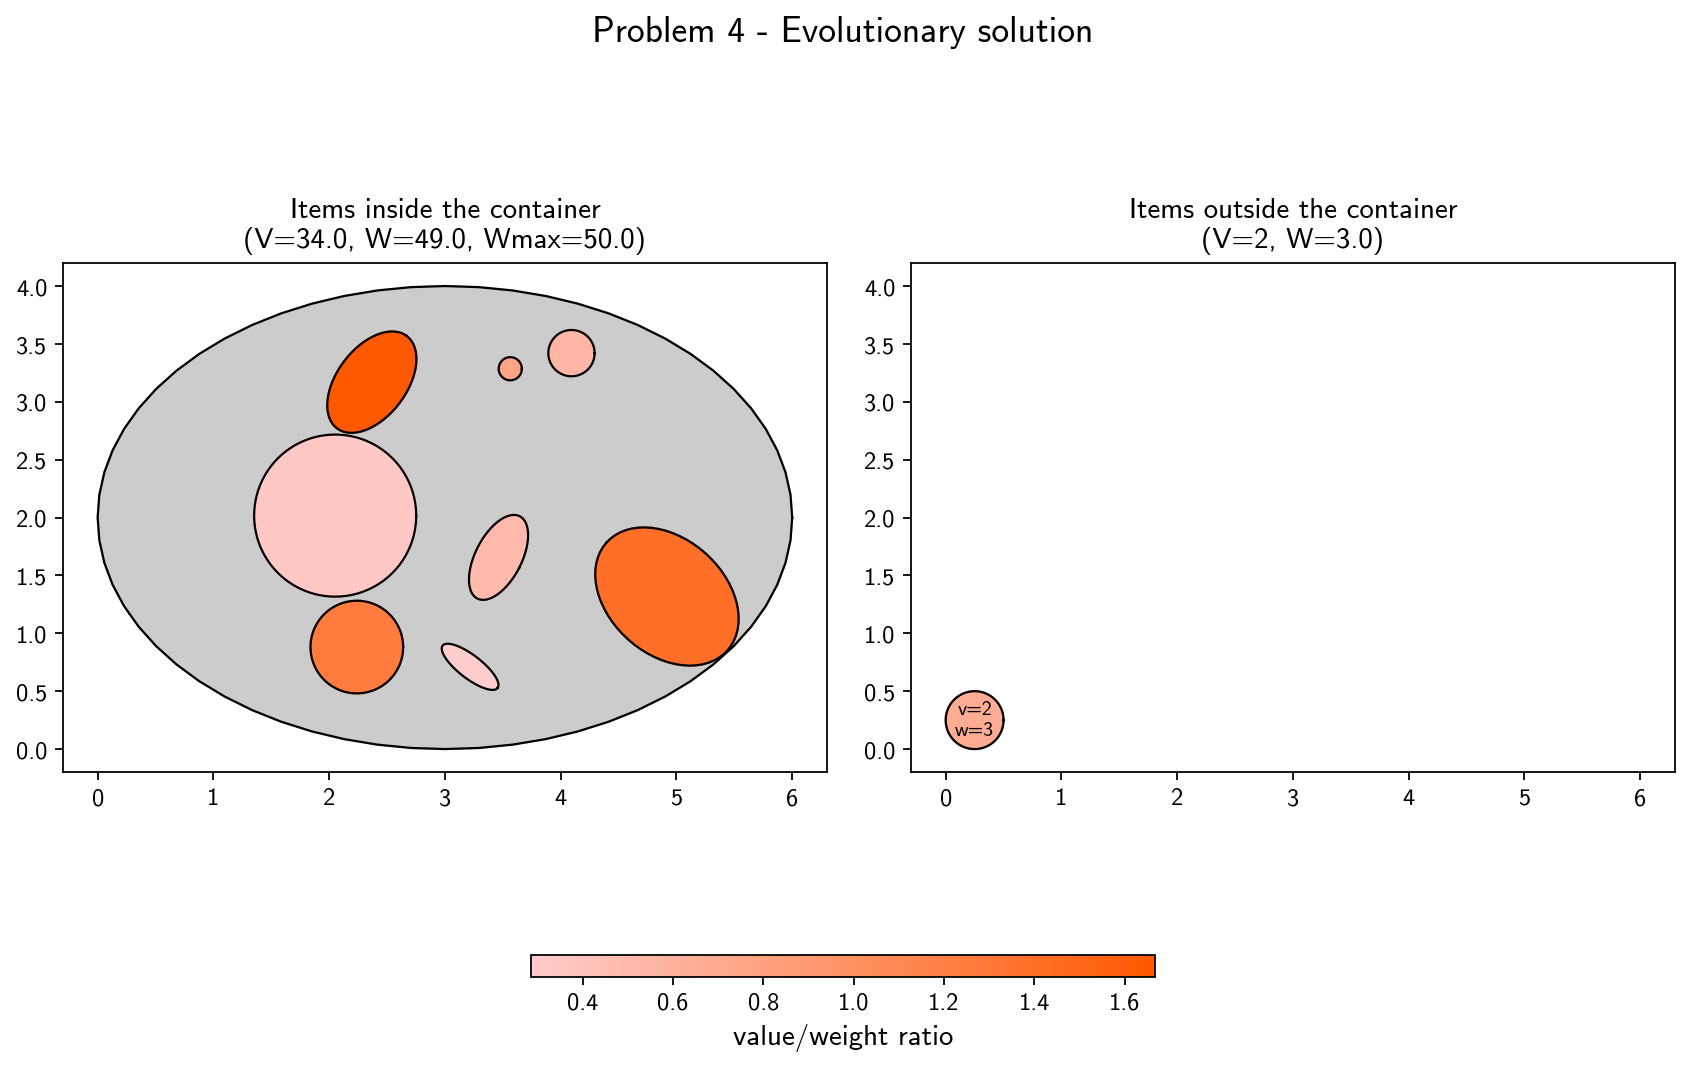 Problem 4 - Evolutionary solution
Items inside the container
(V=34.0, W=49.0, Wmax=50.0)
4.0
3.5
3.0
2.5
2.0
1.5
1.0
0.5
0.0
0 1 2 3 4 5 6
Items outside the container
(V=2, W=3.0)
4.0
3.5
3.0
2.5
2.0
1.5
1.0
0.5
0.0
v=2
w=3
0 1 2 3 4 5 6
0.4 0.6 0.8 1.0 1.2 1.4 1.6
value/weight ratio